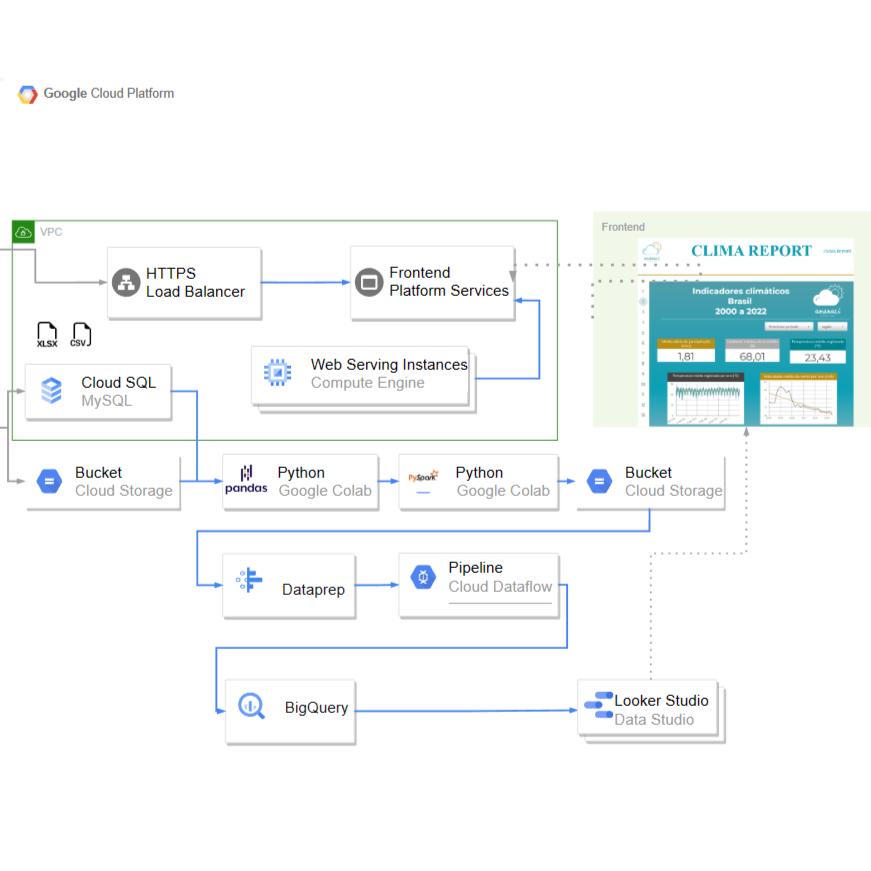 Google Cloud Platform
VPC
Frontend
CLIMA REPORT
CLIMA REPORT
HTTPS
Load Balancer
Frontend
Platform Services
Indicadores climáticos
Brasil
2000 a 2022
XLSX
CSV
1,81
68,01
23,43
Web Serving Instances
Compute Engine
Cloud SQL
MySQL
Bucket
Cloud Storage
pandas
Python
Google Colab
PySpark
Python
Google Colab
Bucket
Cloud Storage
Dataprep
Pipeline
Cloud Dataflow
BigQuery
Looker Studio
Data Studio